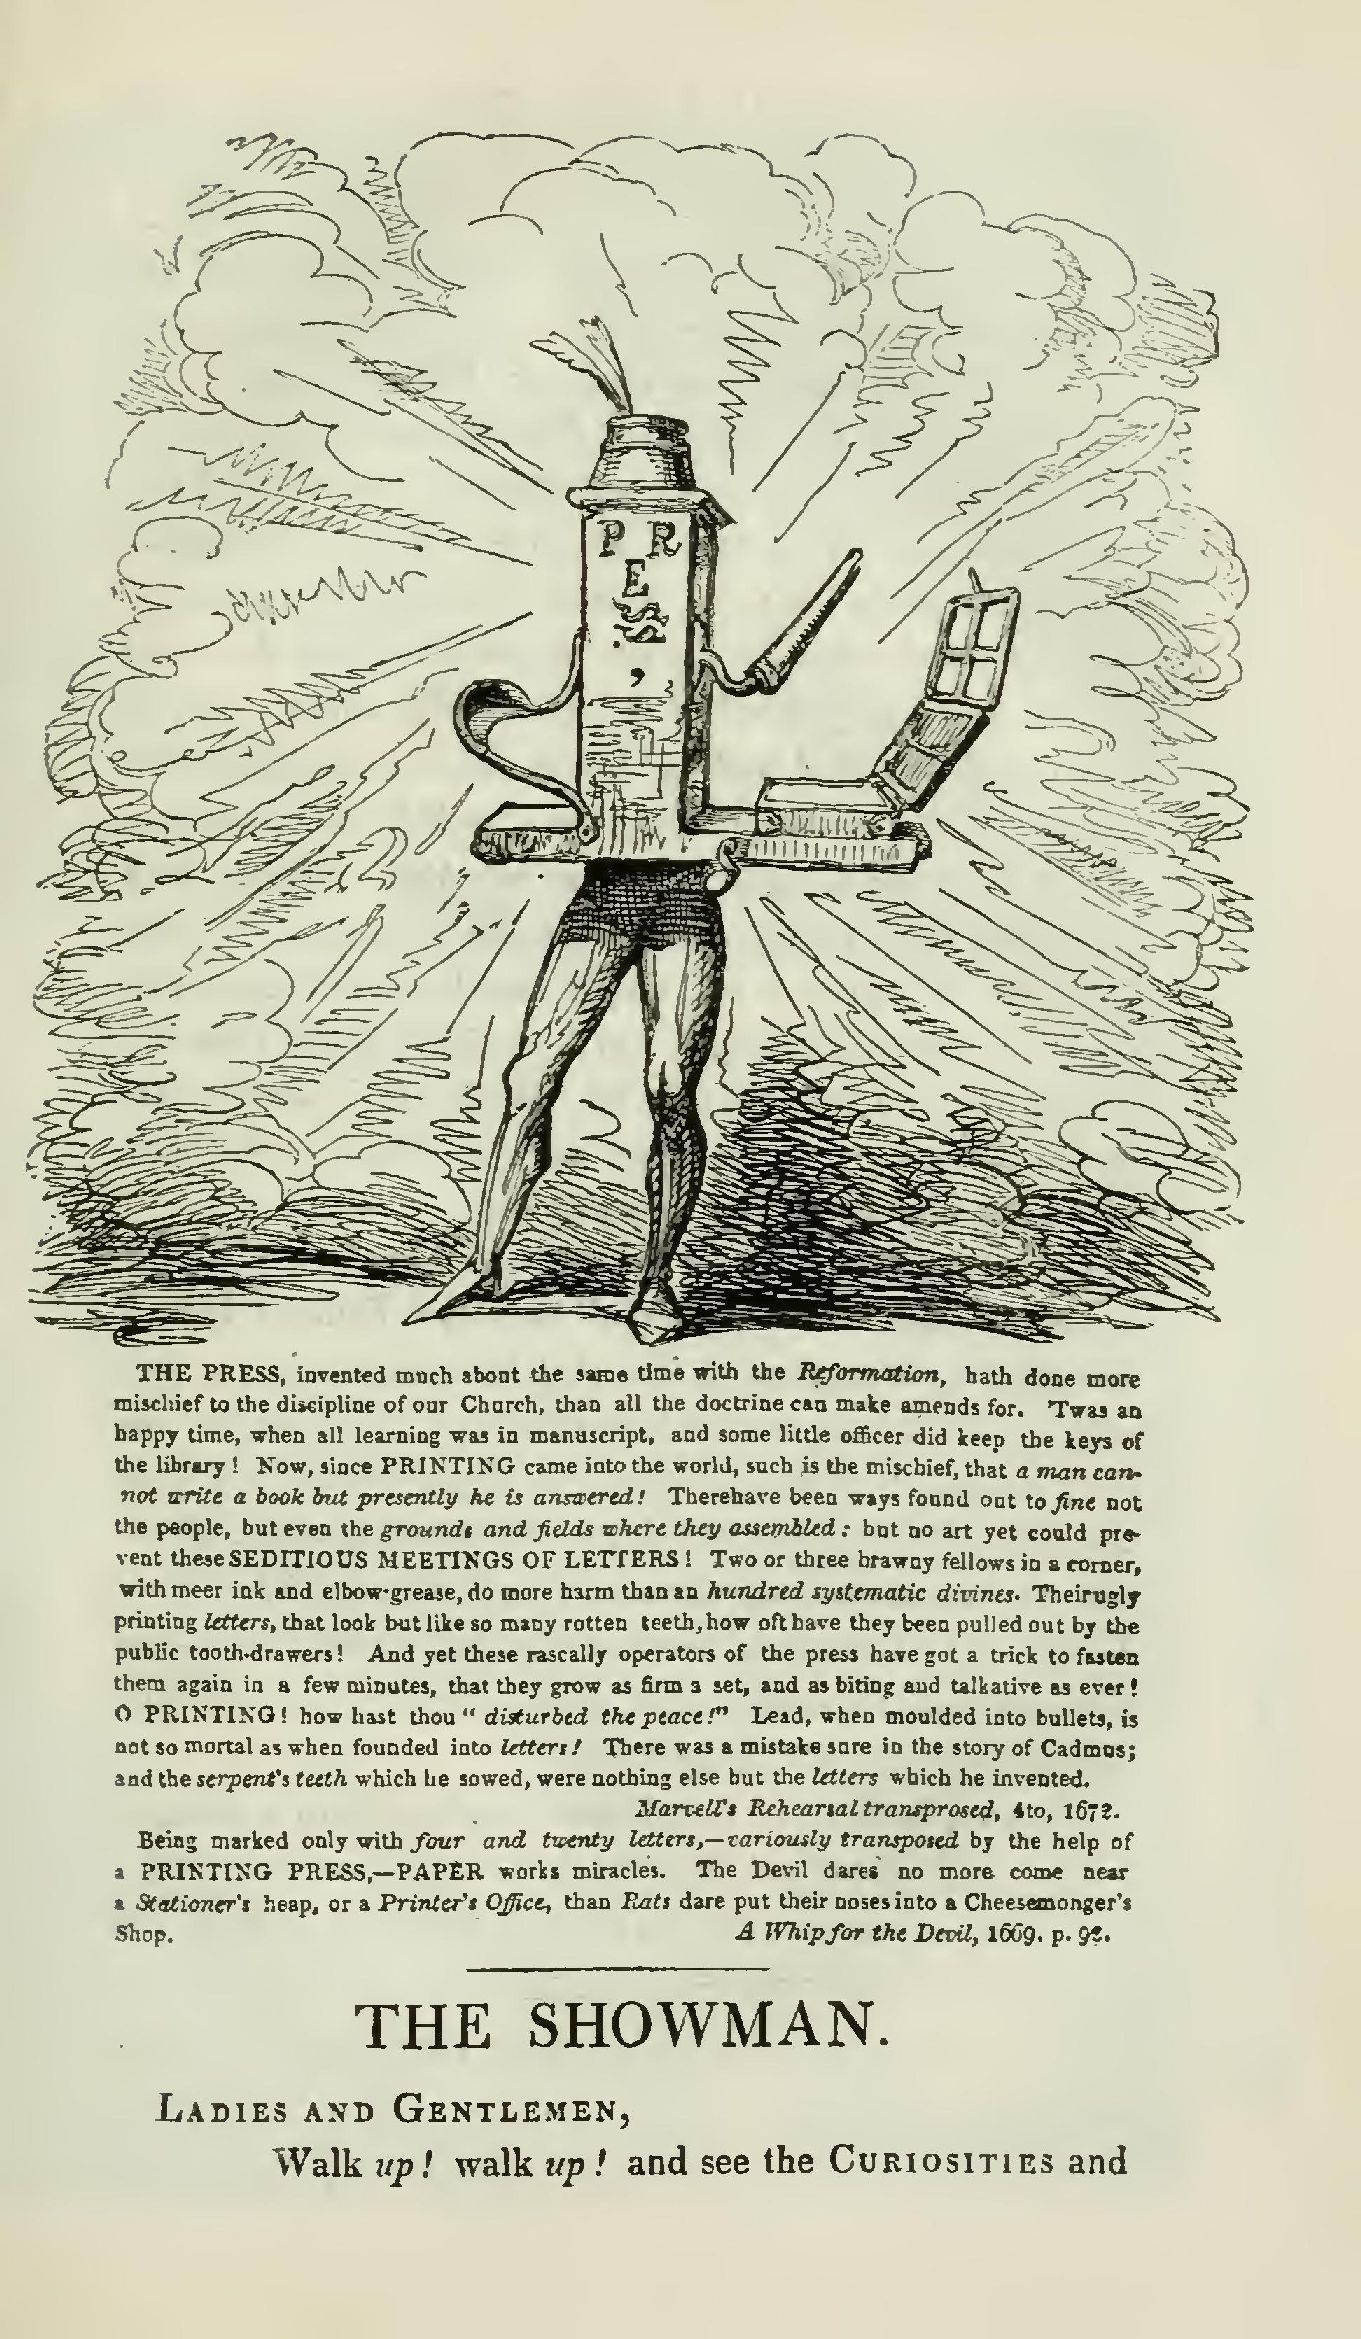 P R
E
SS
,
THE PRESS, invented much about the same time with the Reformation, hath done more
mischief to the discipline of our Church, than all the doctrine can make amends for. 'Twas an
happy time, when all learning was in manuscript, and some little officer did keep the keys of
the library! Now, since PRINTING came into the world, such is the mischief, that a man can-
not write a book but presently he is answered! There have been ways found out to fine not
the people, but even the grounds and fields where they assembled: but no art yet could pre-
vent these SEDITIOUS MEETINGS OF LETTERS! Two or three brawny fellows in a corner,
with meer ink and elbow-grease, do more harm than an hundred systematic divines. Their ugly
printing letters, that look but like so many rotten teeth, how oft have they been pulled out by the
public tooth-drawers! And yet these rascally operators of the press have got a trick to fasten
them again in a few minutes, that they grow as firm a set, and as biting and talkative as ever!
O PRINTING! how hast thou "disturbed the peace!" Lead, when moulded into bullets, is
not so mortal as when founded into letters! There was a mistake sure in the story of Cadmus;
and the serpent's teeth which he sowed, were nothing else but the letters which he invented.
Marvell's Rehearsal transprosed, 4to, 1672.
Being marked only with four and twenty letters,—variously transposed by the help of
a PRINTING PRESS,—PAPER works miracles. The Devil dares no more come near
a Stationer's heap, or a Printer's Office, than Rats dare put their noses into a Cheesemonger's
Shop. A Whip for the Devil, 1669. p. 92.
THE SHOWMAN.
LADIES AND GENTLEMEN,
Walk up! walk up! and see the CURIOSITIES and